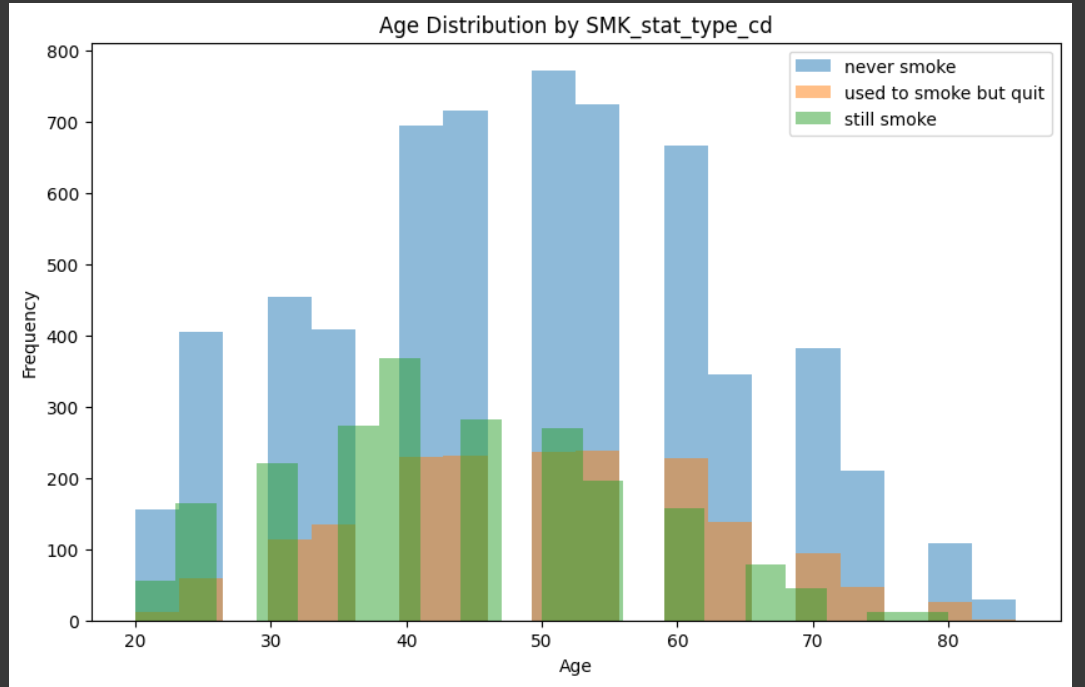 Age Distribution by SMK_stat_type_cd
never smoke
used to smoke but quit
still smoke
800
700
600
500
400
300
200
100
0
Frequency
20 30 40 50 60 70 80
Age